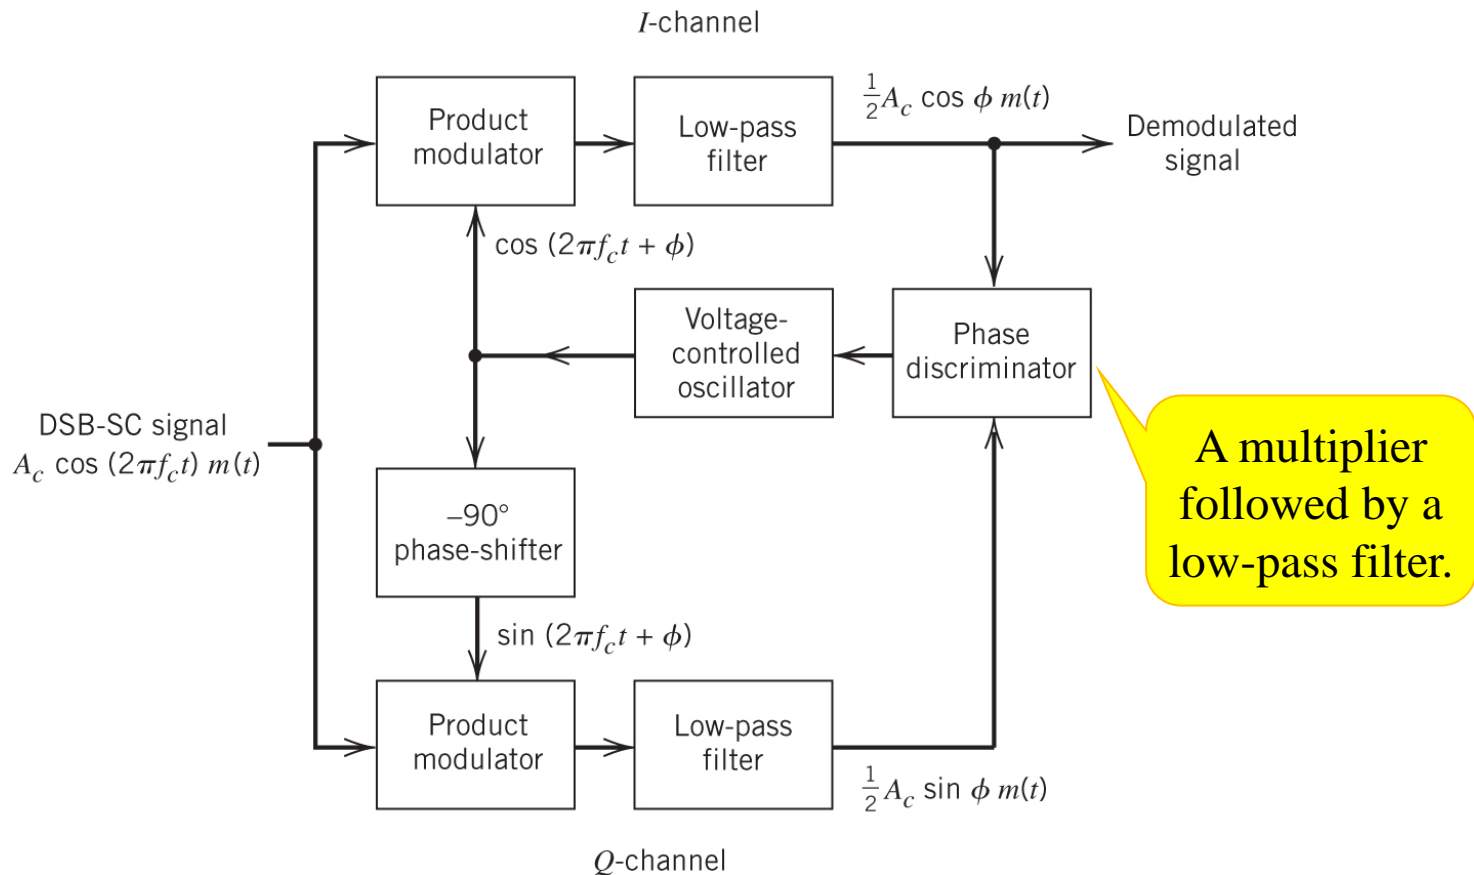 I-channel
Product
modulator
Low-pass
filter
½A_c cos ϕ m(t)
Demodulated
signal
cos (2πf_ct + ϕ)
Voltage-
controlled
oscillator
Phase
discriminator
DSB-SC signal
A_c cos (2πf_ct) m(t)
A multiplier
followed by a
low-pass filter.
–90°
phase-shifter
sin (2πf_ct + ϕ)
Product
modulator
Low-pass
filter
½A_c sin ϕ m(t)
Q-channel